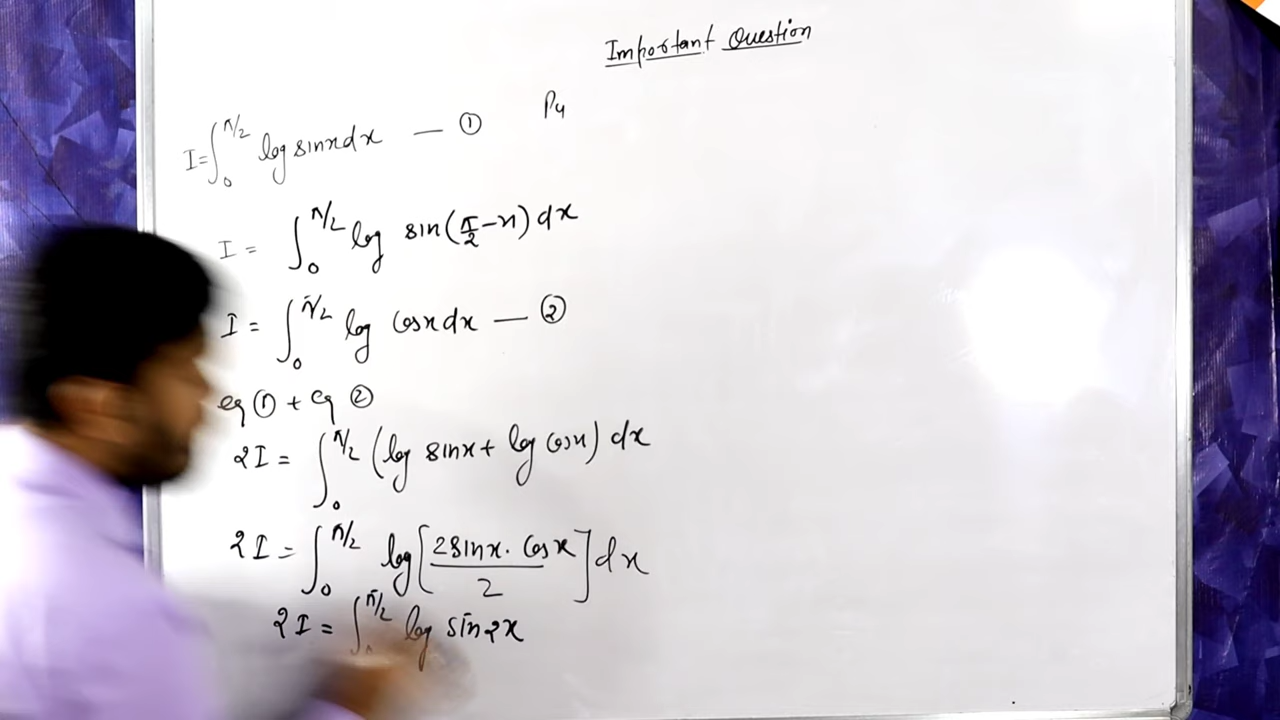 Important Question
I = ∫₀^π/2 log sinx dx — ①
P4
I = ∫₀^π/2 log sin(π/2 - x) dx
I = ∫₀^π/2 log cosx dx — ②
eq ① + eq ②
2I = ∫₀^π/2 (log sinx + log cosx) dx
2I = ∫₀^π/2 log[2sinx. cosx / 2] dx
2I = ∫₀^π/2 log sin2x